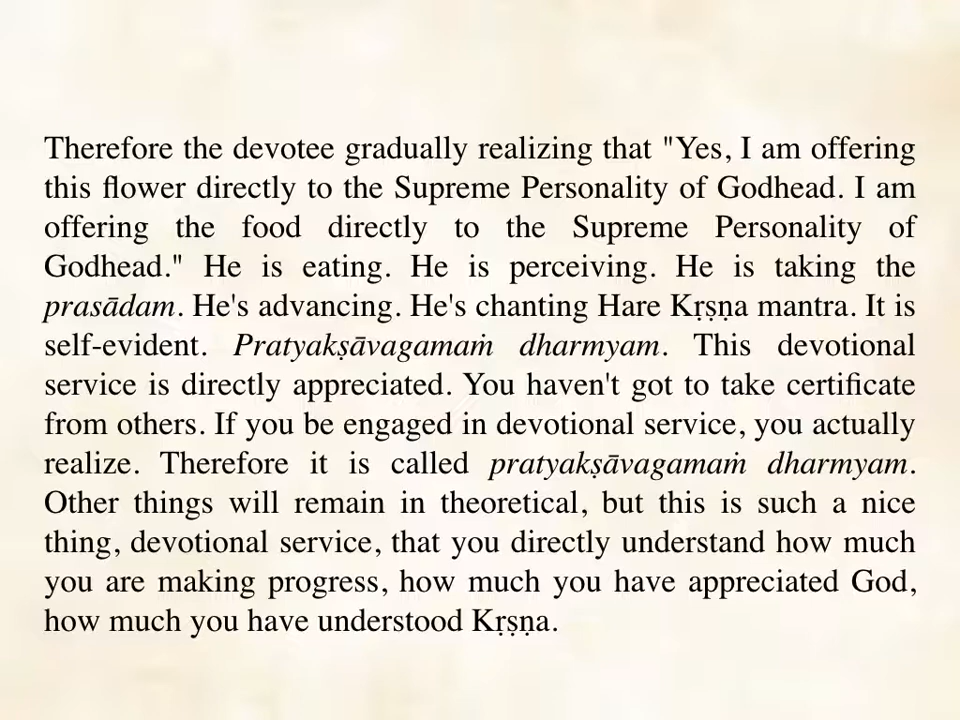 Therefore the devotee gradually realizing that "Yes, I am offering
this flower directly to the Supreme Personality of Godhead. I am
offering the food directly to the Supreme Personality of
Godhead." He is eating. He is perceiving. He is taking the
prasādam. He's advancing. He's chanting Hare Kṛṣṇa mantra. It is
self-evident. Pratyakṣāvagamaṁ dharmyam. This devotional
service is directly appreciated. You haven't got to take certificate
from others. If you be engaged in devotional service, you actually
realize. Therefore it is called pratyakṣāvagamaṁ dharmyam.
Other things will remain in theoretical, but this is such a nice
thing, devotional service, that you directly understand how much
you are making progress, how much you have appreciated God,
how much you have understood Kṛṣṇa.